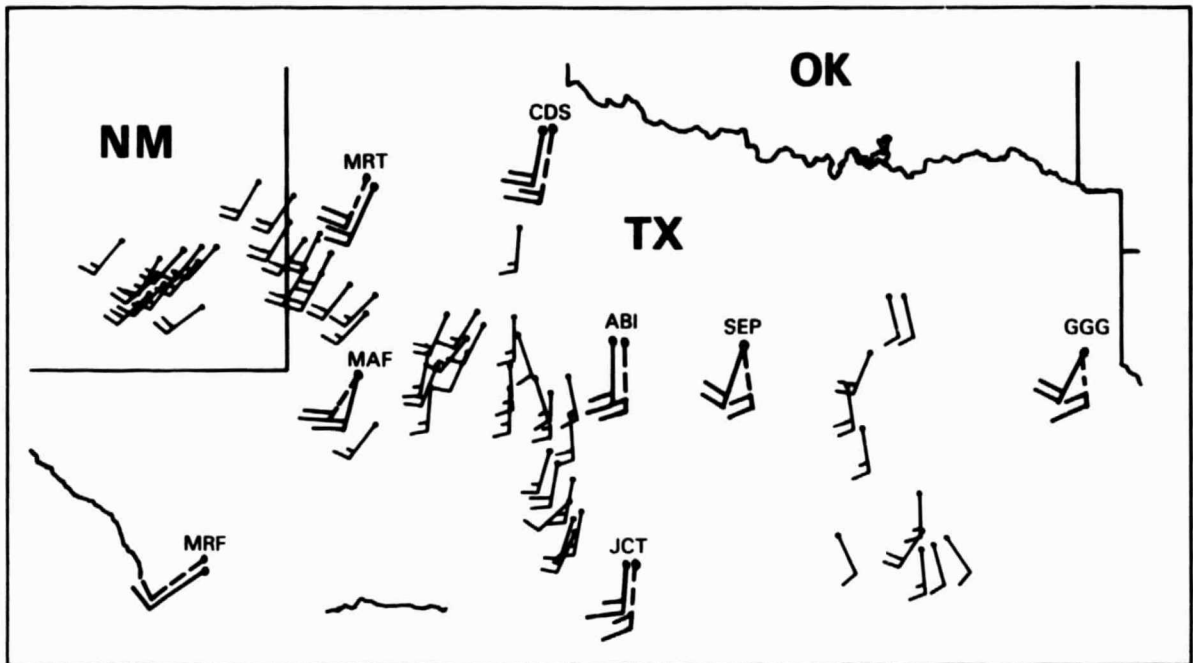 OK
CDS
NM
MRT
TX
ABI
SEP
GGG
MAF
MRF
JCT